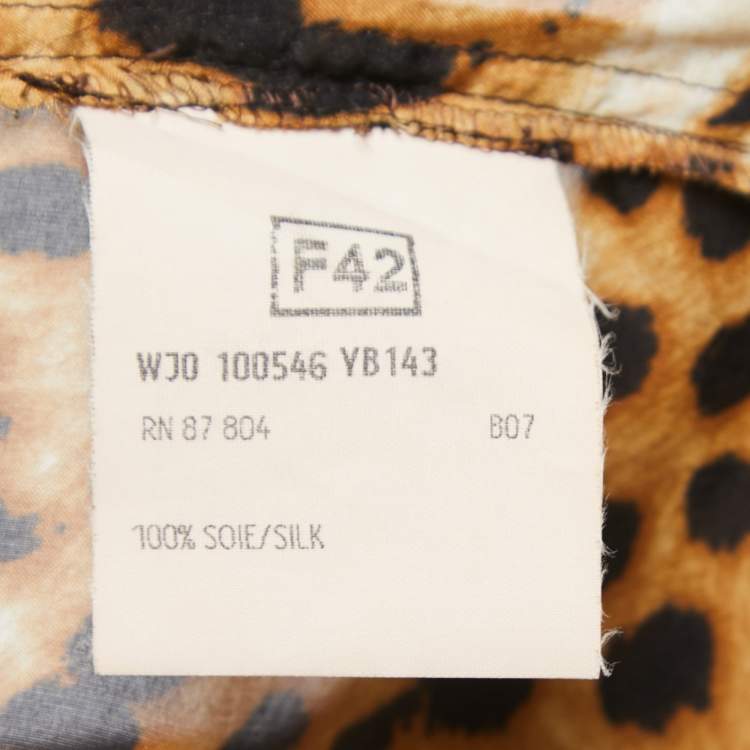 F42
WJ0 100546 YB143
RN 87 804 B07
100% SOIE/SILK